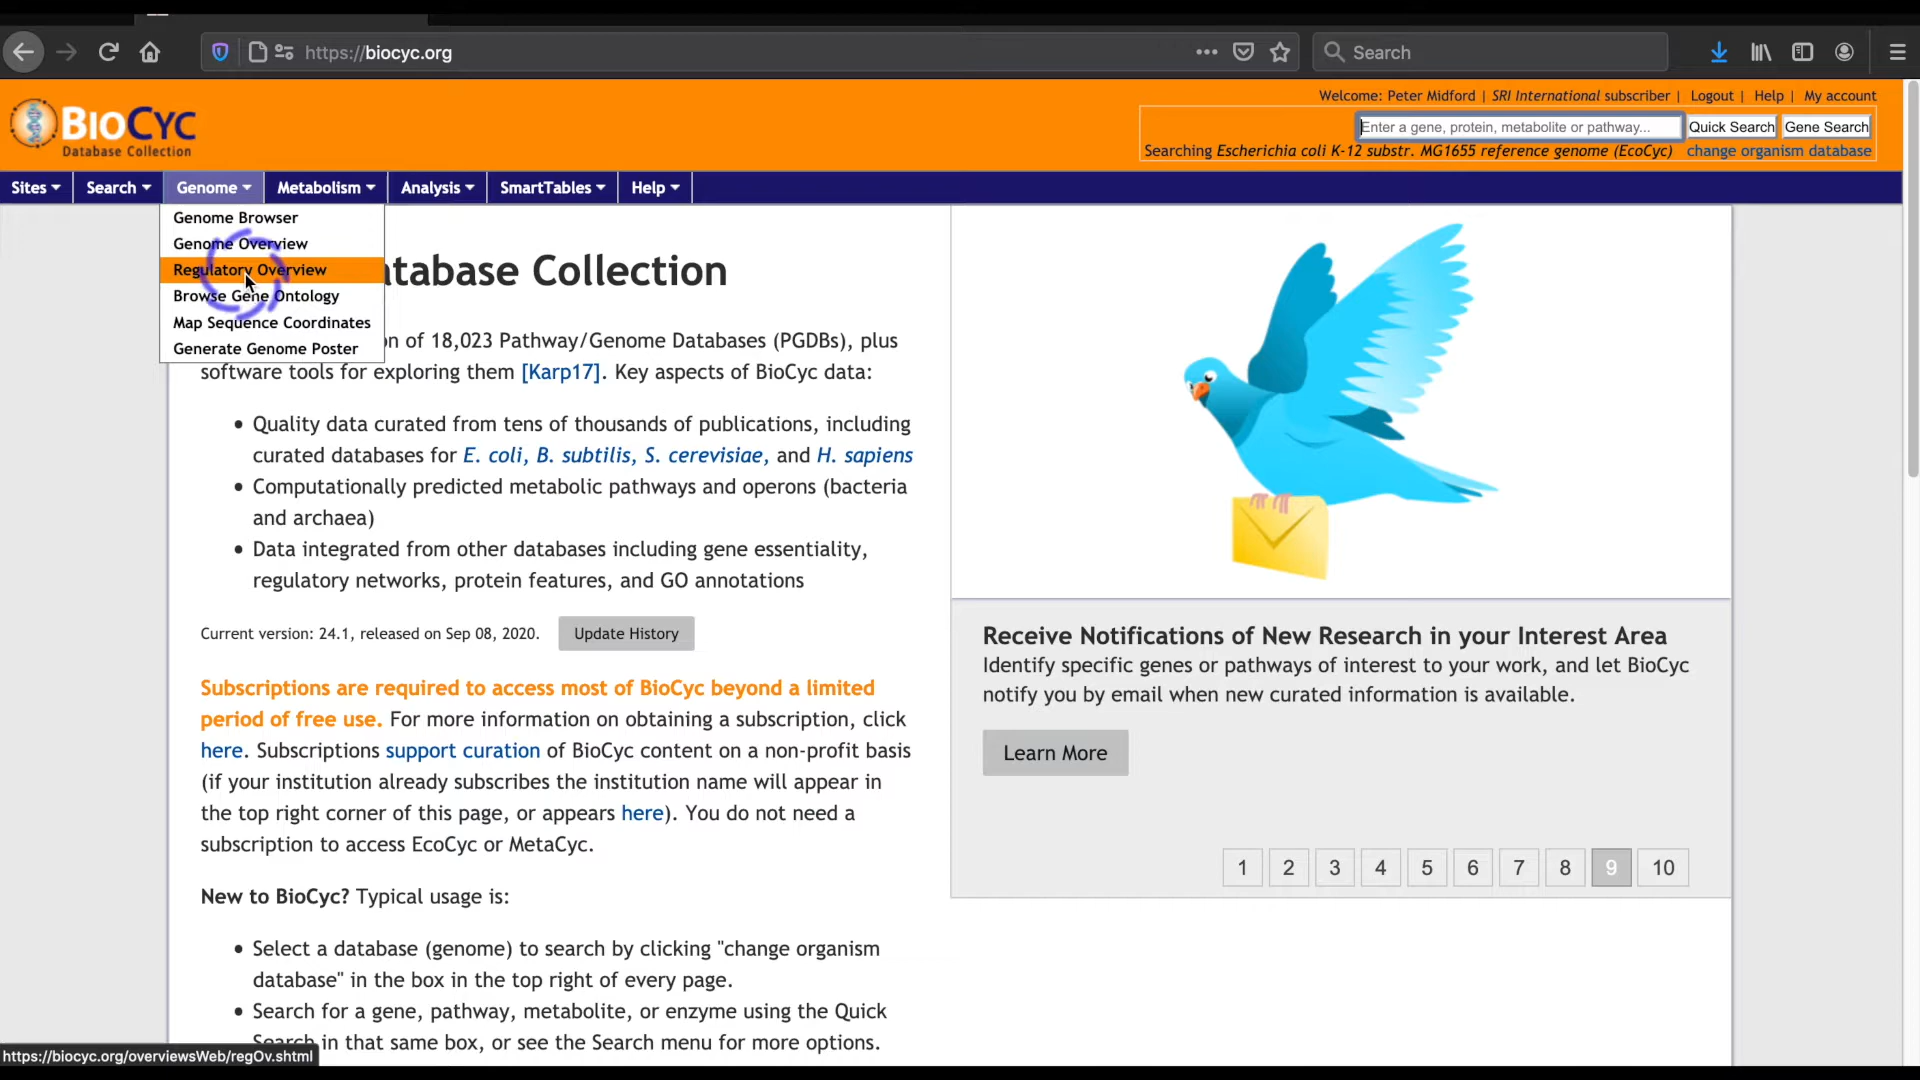 https://biocyc.org
Search
Welcome: Peter Midford | SRI International subscriber | Logout | Help | My account
BioCyc
Database Collection
Enter a gene, protein, metabolite or pathway...
Quick Search
Gene Search
Searching Escherichia coli K-12 substr. MG1655 reference genome (EcoCyc) change organism database
Sites
Search
Genome
Metabolism
Analysis
SmartTables
Help
Genome Browser
Genome Overview
Regulatory Overview
Browse Gene Ontology
Map Sequence Coordinates
Generate Genome Poster
tabase Collection
n of 18,023 Pathway/Genome Databases (PGDBs), plus
software tools for exploring them [Karp17]. Key aspects of BioCyc data:
• Quality data curated from tens of thousands of publications, including
curated databases for E. coli, B. subtilis, S. cerevisiae, and H. sapiens
• Computationally predicted metabolic pathways and operons (bacteria
and archaea)
• Data integrated from other databases including gene essentiality,
regulatory networks, protein features, and GO annotations
Current version: 24.1, released on Sep 08, 2020.
Update History
Subscriptions are required to access most of BioCyc beyond a limited
period of free use. For more information on obtaining a subscription, click
here. Subscriptions support curation of BioCyc content on a non-profit basis
(if your institution already subscribes the institution name will appear in
the top right corner of this page, or appears here). You do not need a
subscription to access EcoCyc or MetaCyc.
New to BioCyc? Typical usage is:
• Select a database (genome) to search by clicking "change organism
database" in the box in the top right of every page.
• Search for a gene, pathway, metabolite, or enzyme using the Quick
Search in that same box, or see the Search menu for more options.
Receive Notifications of New Research in your Interest Area
Identify specific genes or pathways of interest to your work, and let BioCyc
notify you by email when new curated information is available.
Learn More
1 2 3 4 5 6 7 8 9 10
https://biocyc.org/overviewsWeb/regOv.shtml